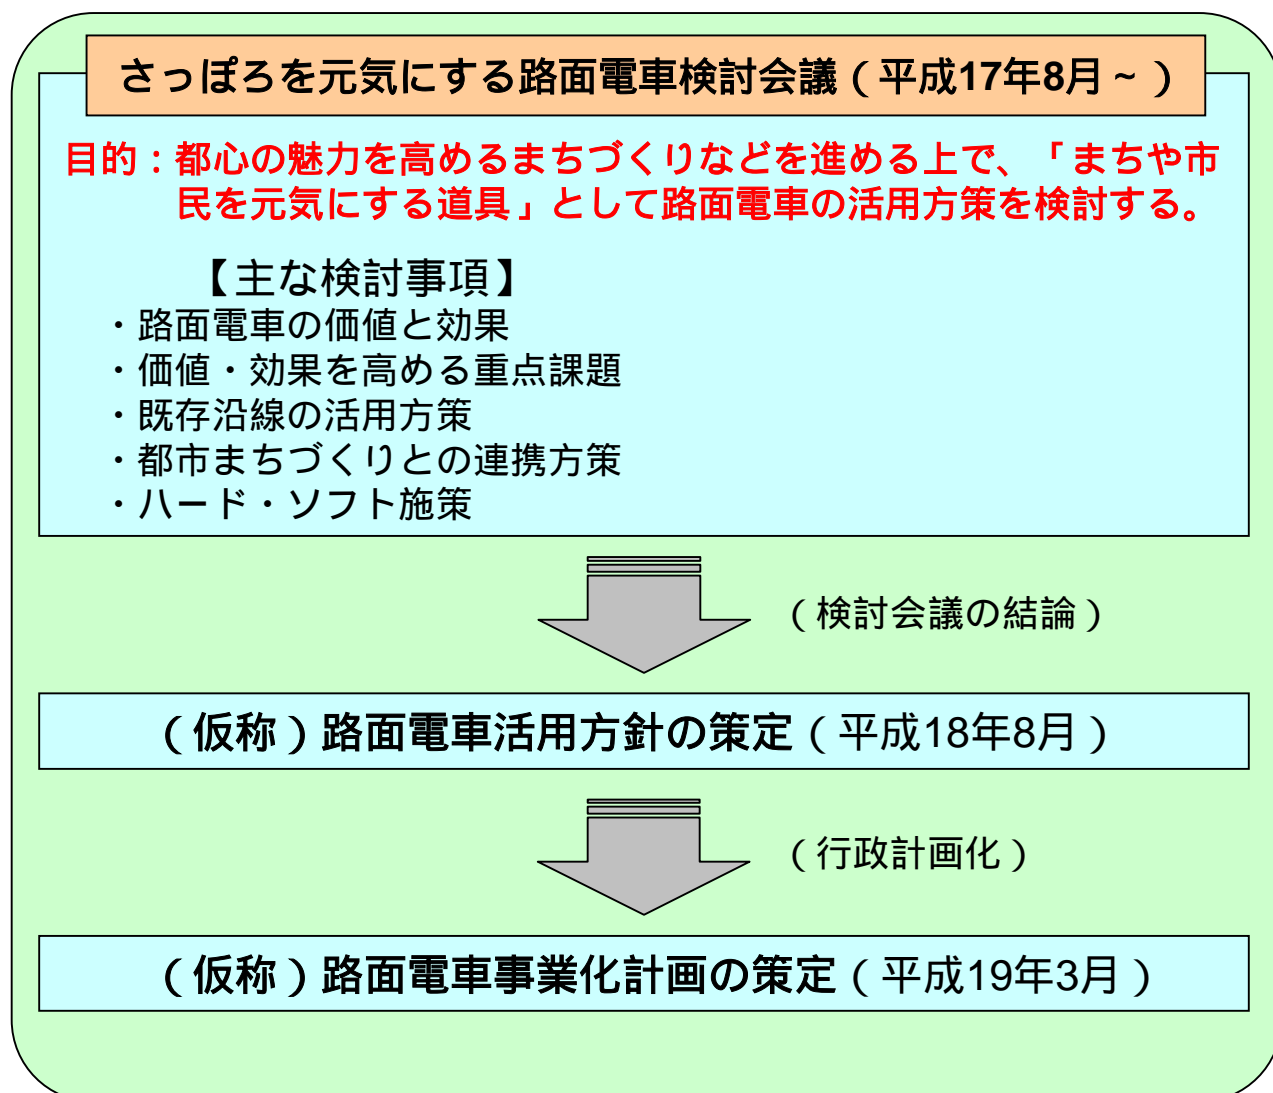 さっぽろを元気にする路面電車検討会議（平成17年8月～）
目的：都心の魅力を高めるまちづくりなどを進める上で、「まちや市
民を元気にする道具」として路面電車の活用方策を検討する。
【主な検討事項】
・路面電車の価値と効果
・価値・効果を高める重点課題
・既存沿線の活用方策
・都市まちづくりとの連携方策
・ハード・ソフト施策
（検討会議の結論）
（仮称）路面電車活用方針の策定（平成18年8月）
（行政計画化）
（仮称）路面電車事業化計画の策定（平成19年3月）